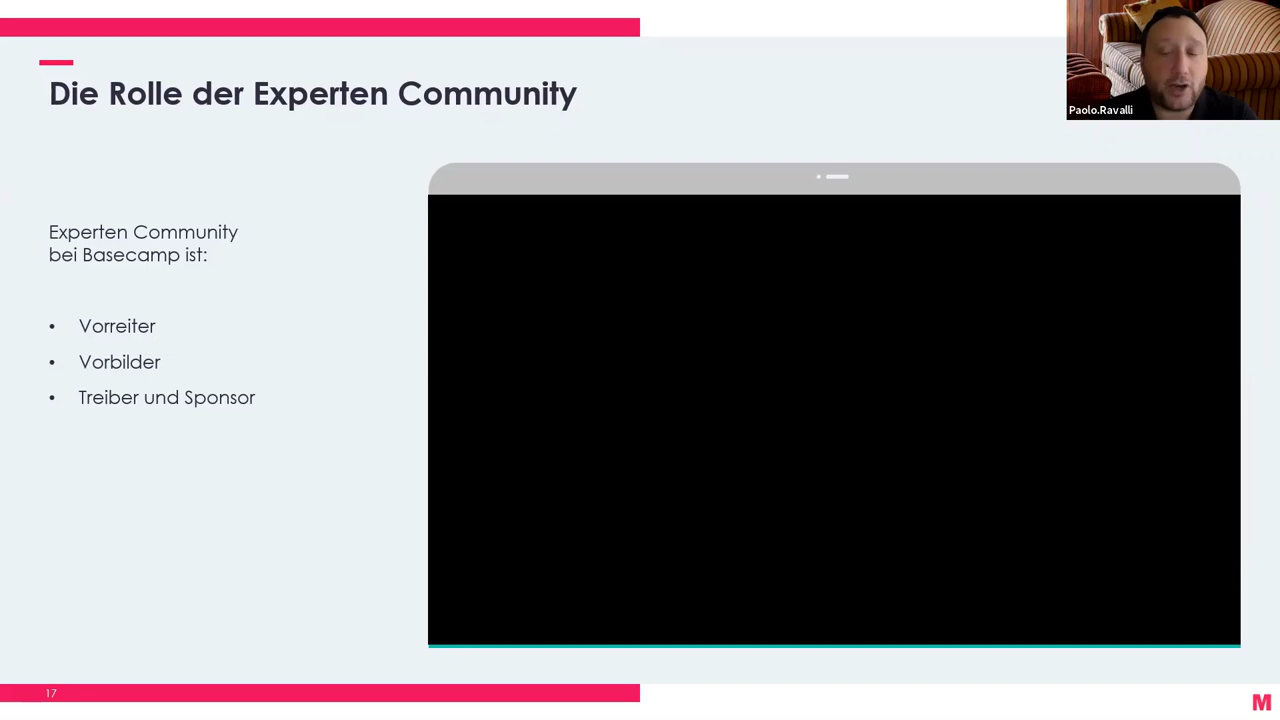 Die Rolle der Experten Community
Paolo.Ravalli
Experten Community
bei Basecamp ist:
• Vorreiter
• Vorbilder
• Treiber und Sponsor
17
M